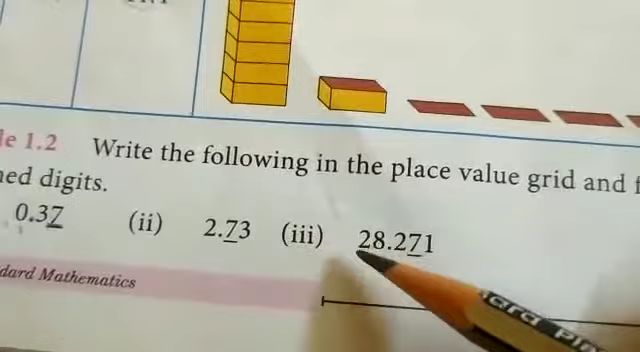 le 1.2 Write the following in the place value grid and f
ned digits.
0.37 (ii) 2.73 (iii) 28.271
dard Mathematics